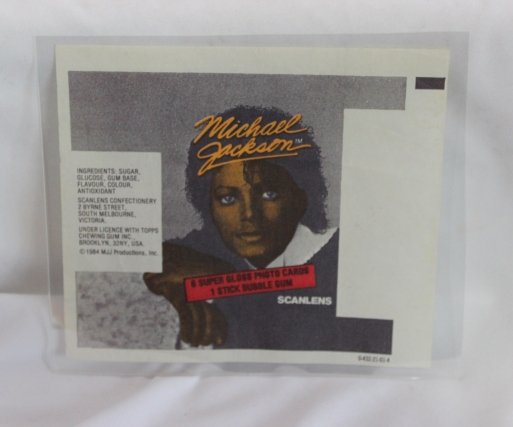 Michael
Jackson™
INGREDIENTS: SUGAR,
GLUCOSE, GUM BASE,
FLAVOUR, COLOUR,
ANTIOXIDANT
SCANLENS CONFECTIONERY
2 BYRNE STREET,
SOUTH MELBOURNE,
VICTORIA.
UNDER LICENCE WITH TOPPS
CHEWING GUM INC.
BROOKLYN, 32NY, USA.
© 1984 MJJ Productions, Inc.
6 SUPER GLOSS PHOTO CARDS
1 STICK BUBBLE GUM
SCANLENS